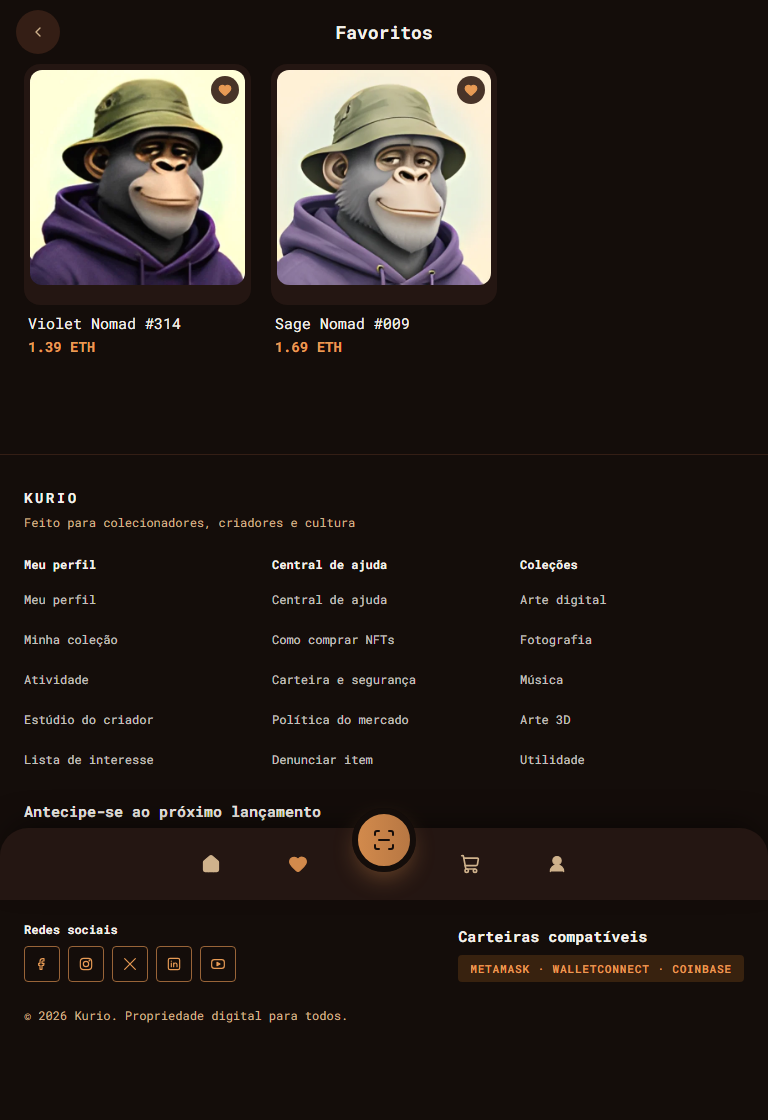 Favoritos
Violet Nomad #314
1.39 ETH
Sage Nomad #009
1.69 ETH
KURIO
Feito para colecionadores, criadores e cultura
Meu perfil
Meu perfil
Minha coleção
Atividade
Estúdio do criador
Lista de interesse
Central de ajuda
Central de ajuda
Como comprar NFTs
Carteira e segurança
Política do mercado
Denunciar item
Coleções
Arte digital
Fotografia
Música
Arte 3D
Utilidade
Antecipe-se ao próximo lançamento
Redes sociais
Carteiras compatíveis
METAMASK · WALLETCONNECT · COINBASE
© 2026 Kurio. Propriedade digital para todos.